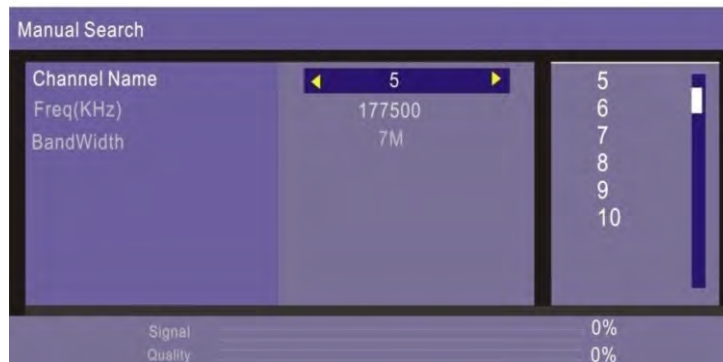 Manual Search
Channel Name 5
Freq(KHz) 177500
BandWidth 7M
5
6
7
8
9
10
Signal 0%
Quality 0%